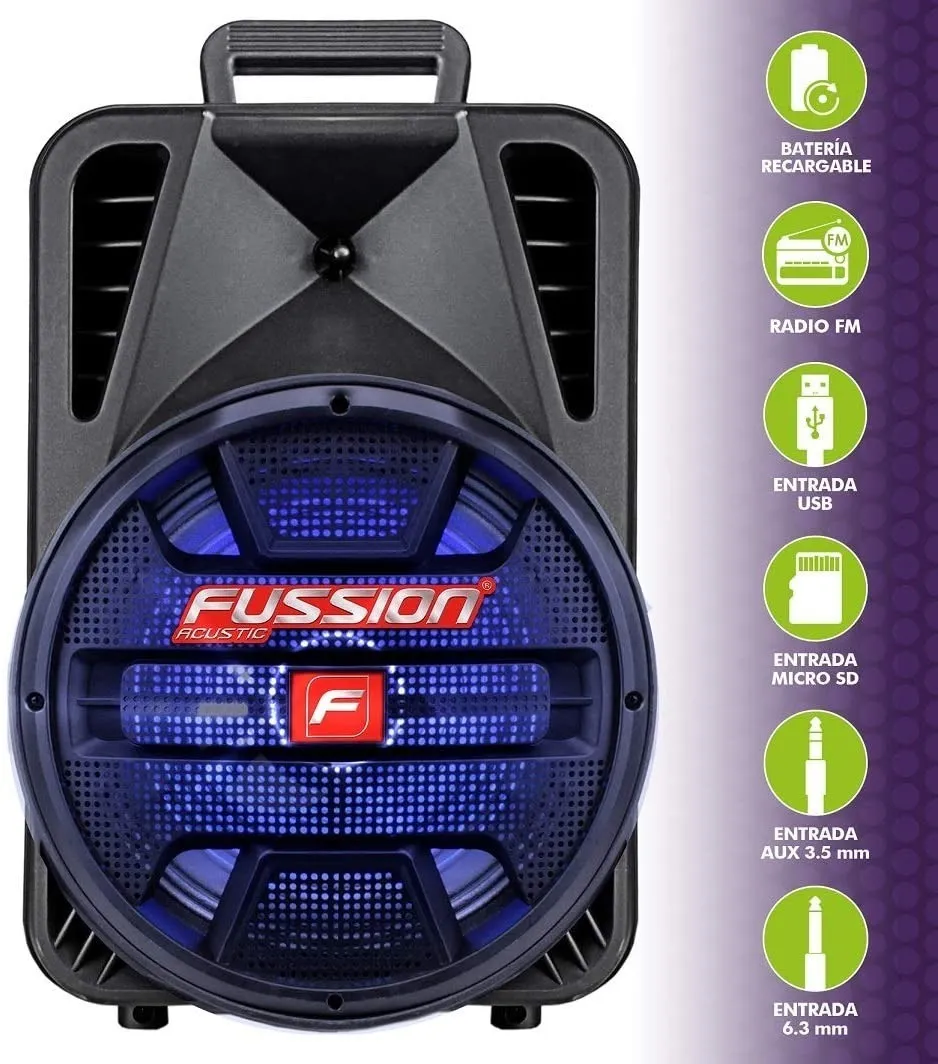 FUSSION®
ACUSTIC
F
BATERÍA
RECARGABLE
FM
RADIO FM
ENTRADA
USB
ENTRADA
MICRO SD
ENTRADA
AUX 3.5 mm
ENTRADA
6.3 mm